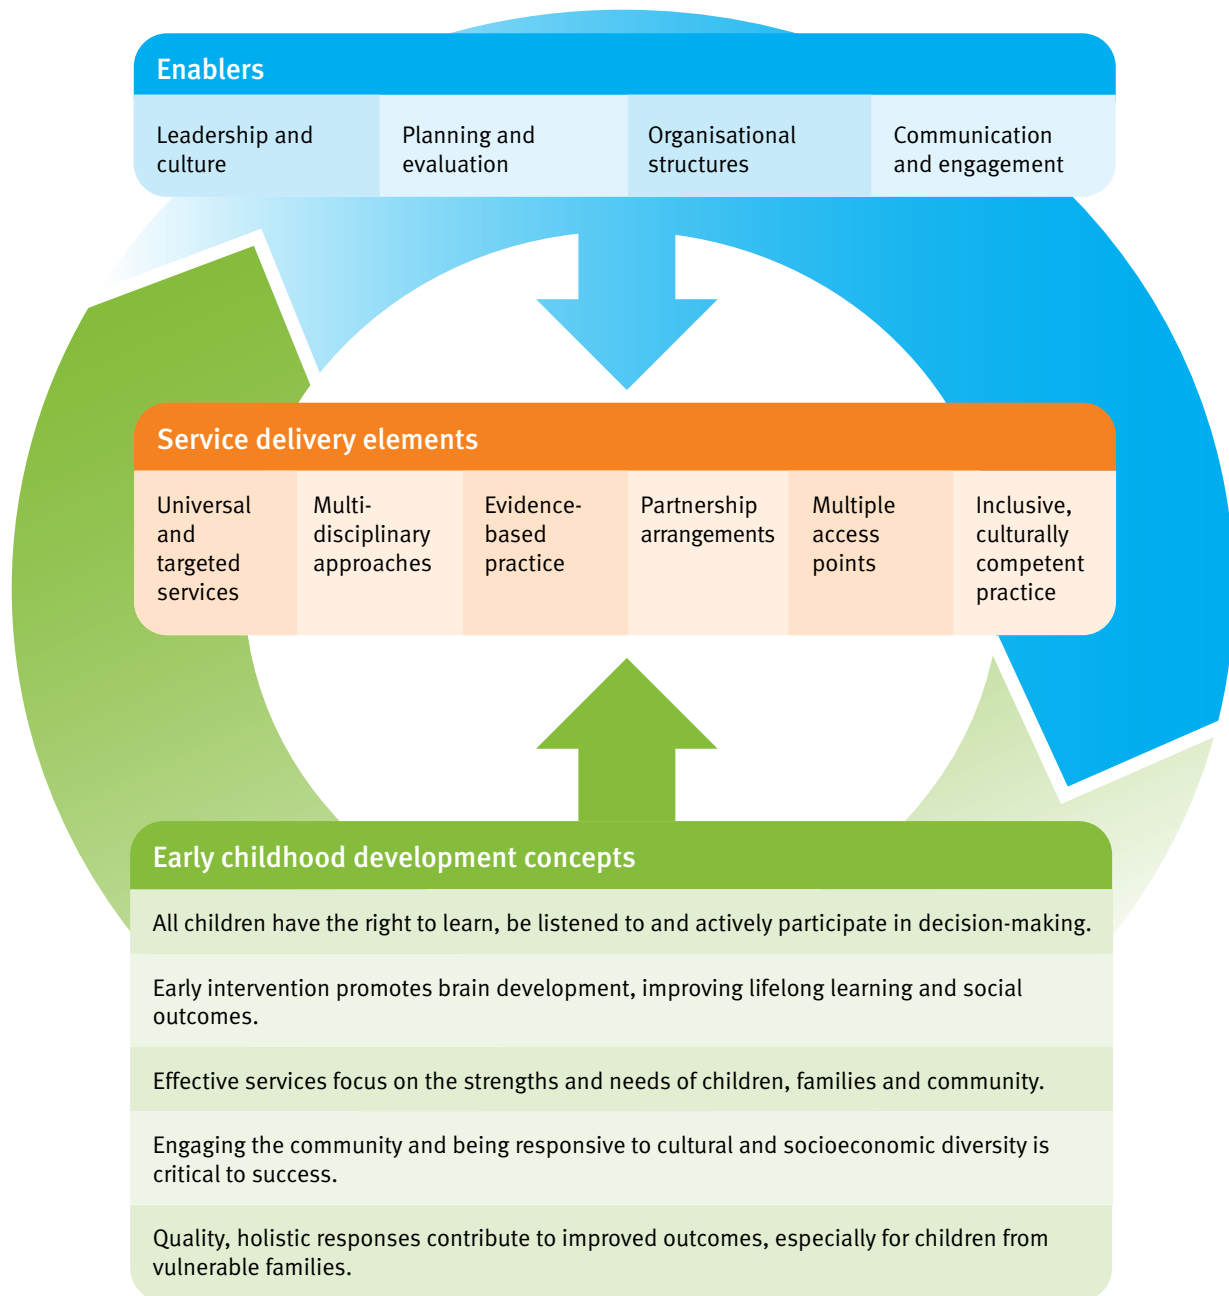 Enablers
Leadership and
culture
Planning and
evaluation
Organisational
structures
Communication
and engagement
Service delivery elements
Universal
and
targeted
services
Multi-
disciplinary
approaches
Evidence-
based
practice
Partnership
arrangements
Multiple
access
points
Inclusive,
culturally
competent
practice
Early childhood development concepts
All children have the right to learn, be listened to and actively participate in decision-making.
Early intervention promotes brain development, improving lifelong learning and social
outcomes.
Effective services focus on the strengths and needs of children, families and community.
Engaging the community and being responsive to cultural and socioeconomic diversity is
critical to success.
Quality, holistic responses contribute to improved outcomes, especially for children from
vulnerable families.